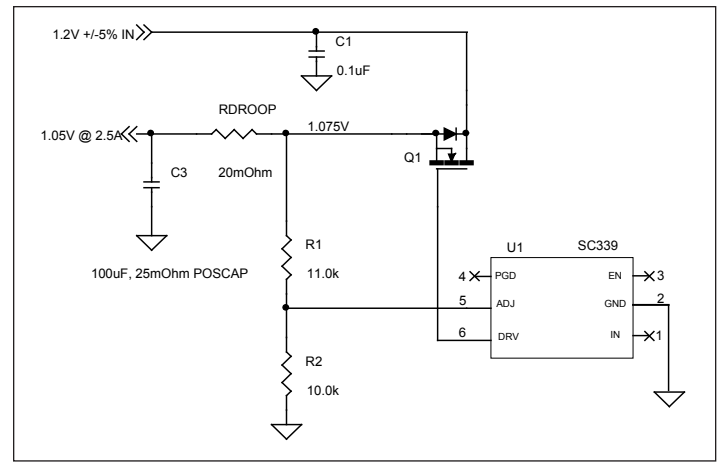 1.2V +/-5% IN
C1
0.1uF
RDROOP
1.05V @ 2.5A
1.075V
C3
20mOhm
Q1
U1
SC339
R1
11.0k
100uF, 25mOhm POSCAP
4
PGD
EN
3
5
ADJ
GND
2
6
DRV
IN
1
R2
10.0k